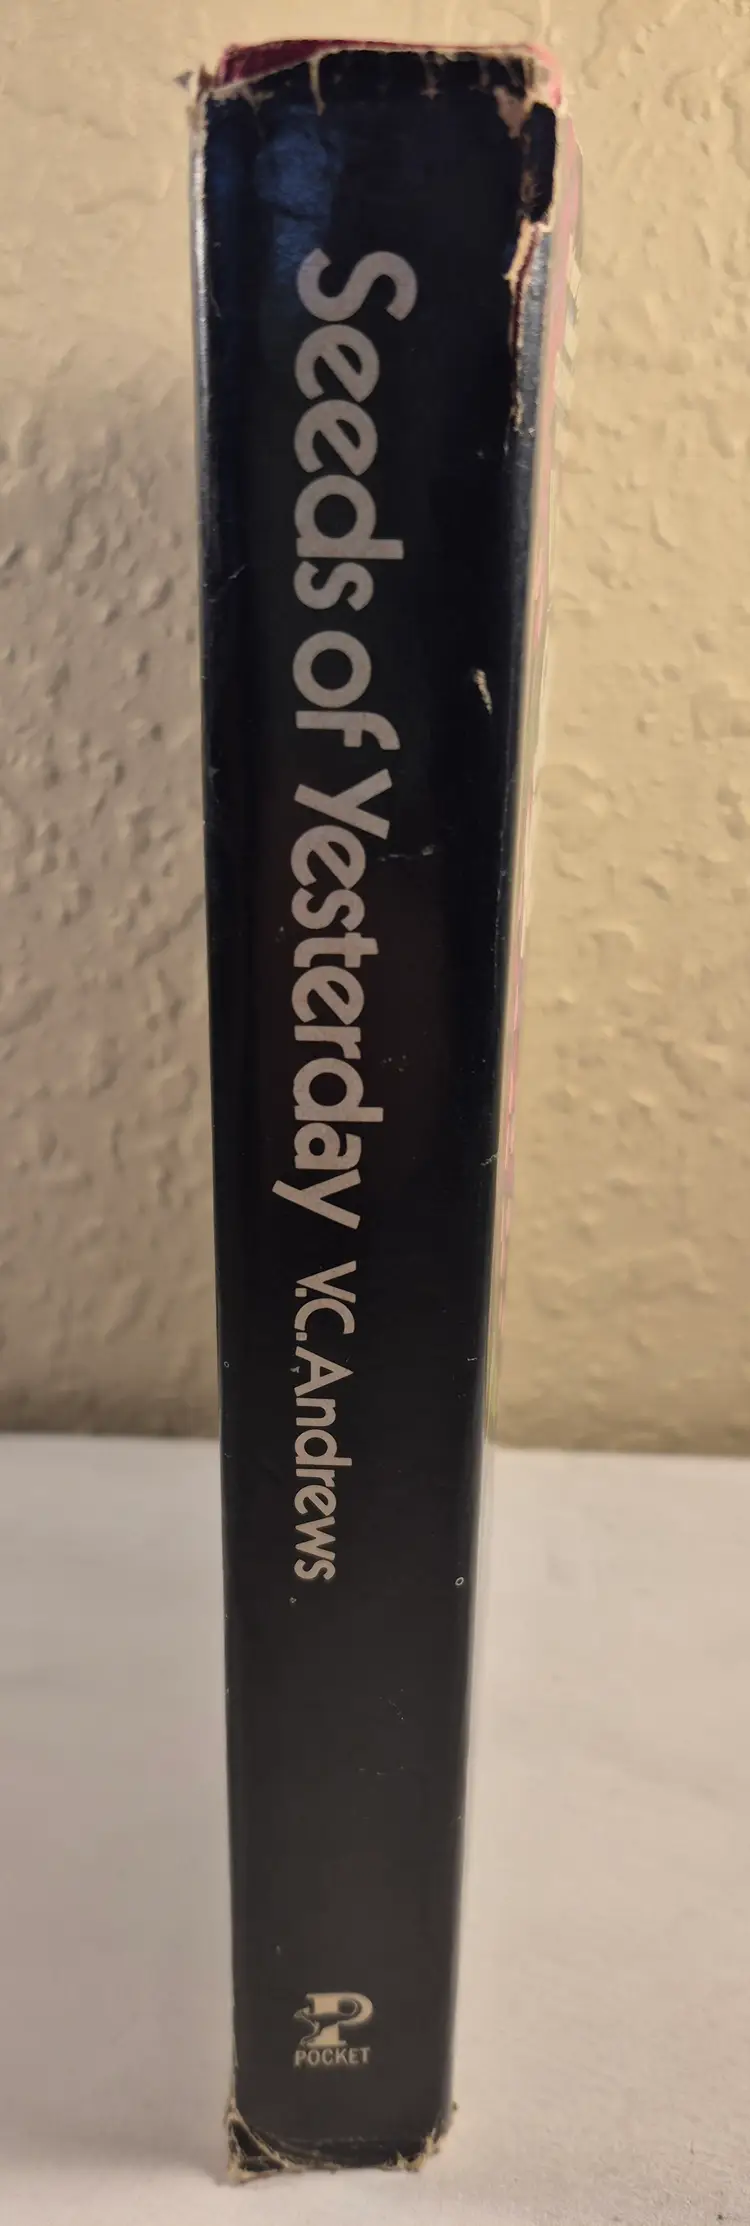 Seeds of Yesterday V.C. Andrews
P
POCKET